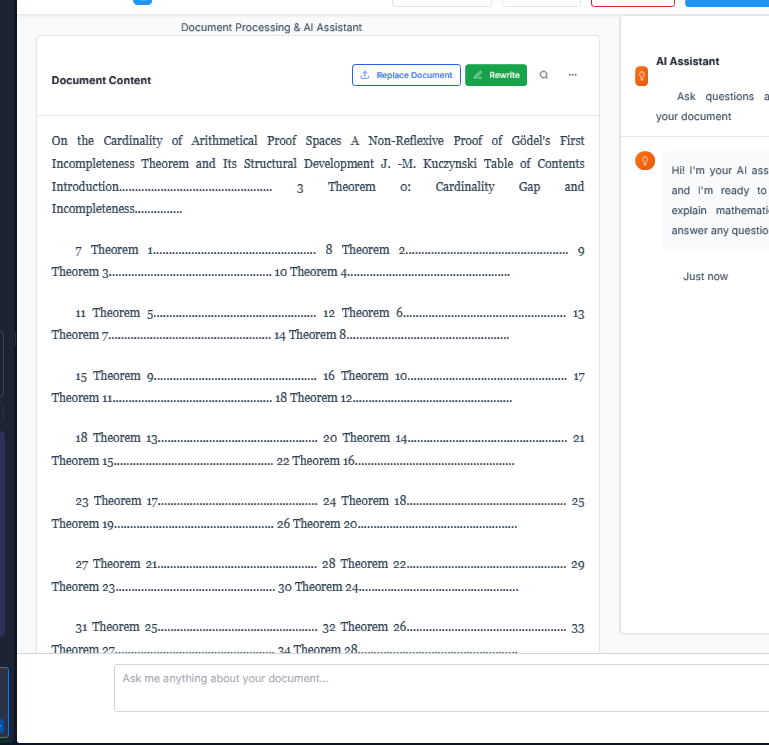 Document Processing & AI Assistant
Document Content
Replace Document
Rewrite
On the Cardinality of Arithmetical Proof Spaces A Non-Reflexive Proof of Gödel's First
Incompleteness Theorem and Its Structural Development J. -M. Kuczynski Table of Contents
Introduction................................................... 3 Theorem 0: Cardinality Gap and
Incompleteness................
7 Theorem 1...................................................... 8 Theorem 2...................................................... 9
Theorem 3...................................................... 10 Theorem 4......................................................
11 Theorem 5...................................................... 12 Theorem 6...................................................... 13
Theorem 7...................................................... 14 Theorem 8......................................................
15 Theorem 9...................................................... 16 Theorem 10..................................................... 17
Theorem 11..................................................... 18 Theorem 12.....................................................
18 Theorem 13..................................................... 20 Theorem 14..................................................... 21
Theorem 15..................................................... 22 Theorem 16.....................................................
23 Theorem 17..................................................... 24 Theorem 18..................................................... 25
Theorem 19..................................................... 26 Theorem 20.....................................................
27 Theorem 21..................................................... 28 Theorem 22..................................................... 29
Theorem 23..................................................... 30 Theorem 24.....................................................
31 Theorem 25..................................................... 32 Theorem 26..................................................... 33
Theorem 27..................................................... 34 Theorem 28.....................................................
AI Assistant
Ask questions a
your document
Hi! I'm your AI ass
and I'm ready to
explain mathemati
answer any questio
Just now
Ask me anything about your document...